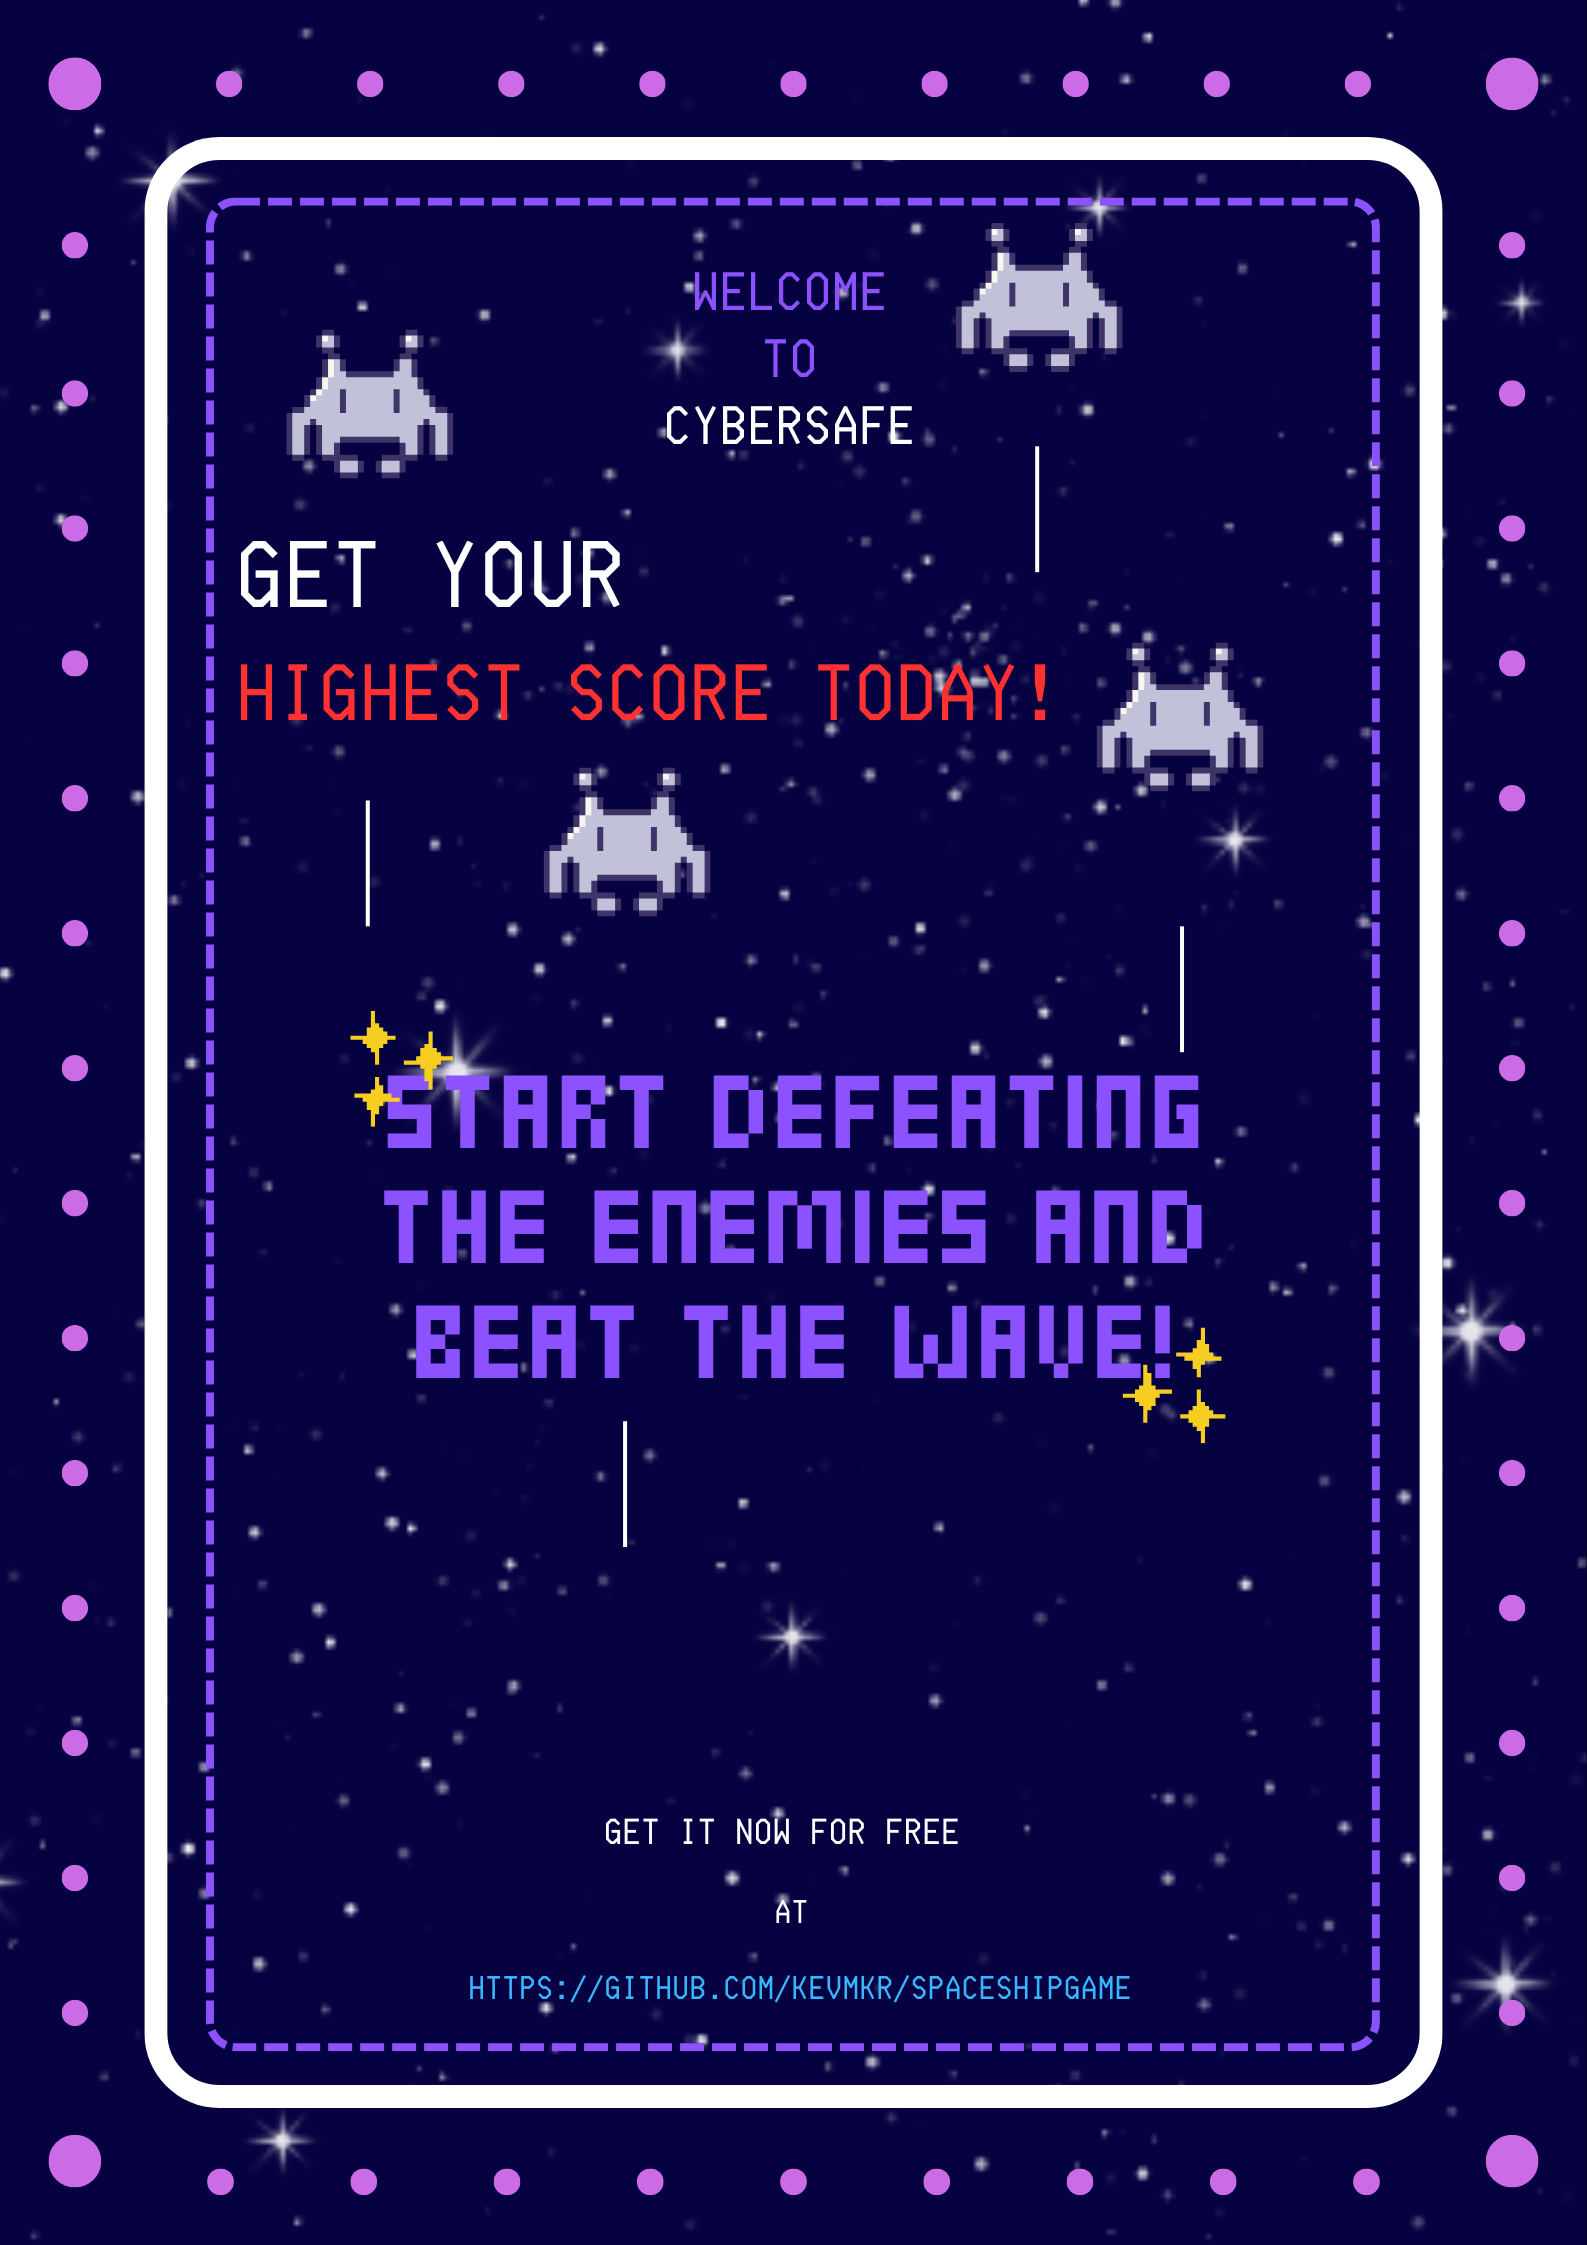 WELCOME
TO
CYBERSAFE
GET YOUR
HIGHEST SCORE TODAY!
START DEFEATING
THE ENEMIES AND
BEAT THE WAVE!
GET IT NOW FOR FREE
AT
HTTPS://GITHUB.COM/KEVMKR/SPACESHIPGAME